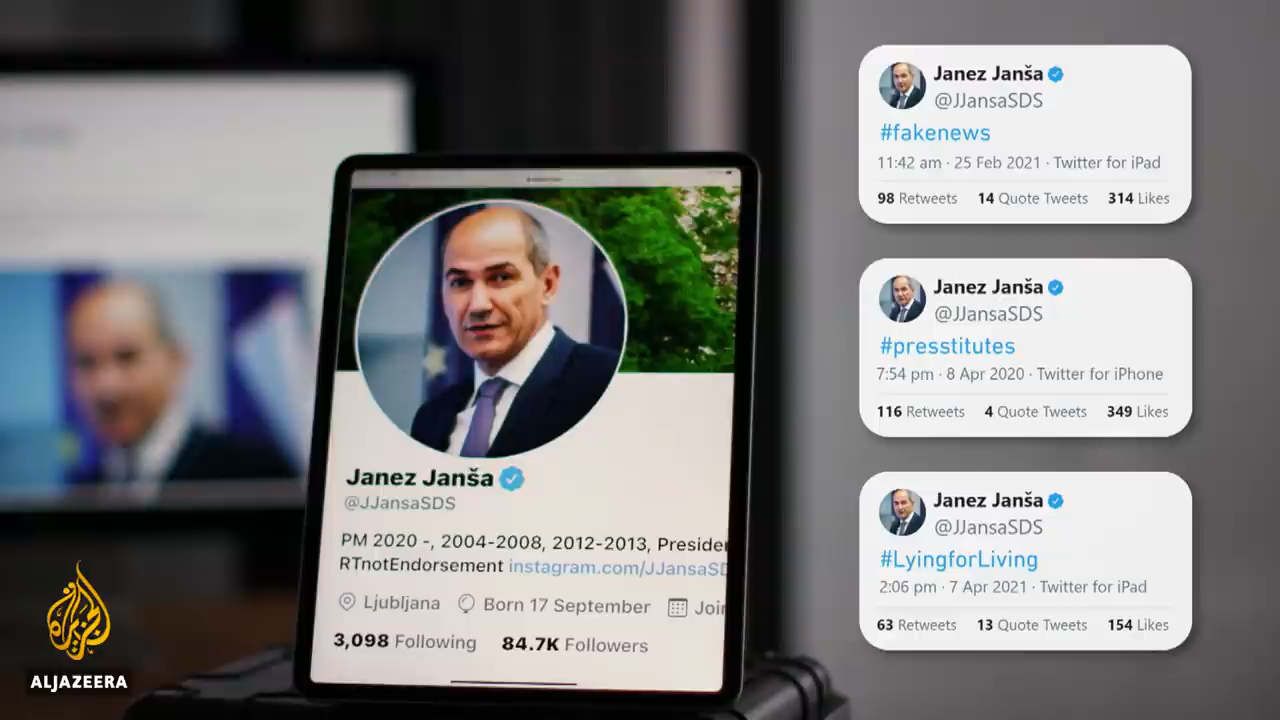 Janez Janša
@JJansaSDS
PM 2020 -, 2004-2008, 2012-2013, Presiden
RTnotEndorsement instagram.com/JJansaSD
Ljubljana Born 17 September Join
3,098 Following 84.7K Followers
Janez Janša
@JJansaSDS
#fakenews
11:42 am · 25 Feb 2021 · Twitter for iPad
98 Retweets 14 Quote Tweets 314 Likes
Janez Janša
@JJansaSDS
#presstitutes
7:54 pm · 8 Apr 2020 · Twitter for iPhone
116 Retweets 4 Quote Tweets 349 Likes
Janez Janša
@JJansaSDS
#LyingforLiving
2:06 pm · 7 Apr 2021 · Twitter for iPad
63 Retweets 13 Quote Tweets 154 Likes
الجزيرة
ALJAZEERA